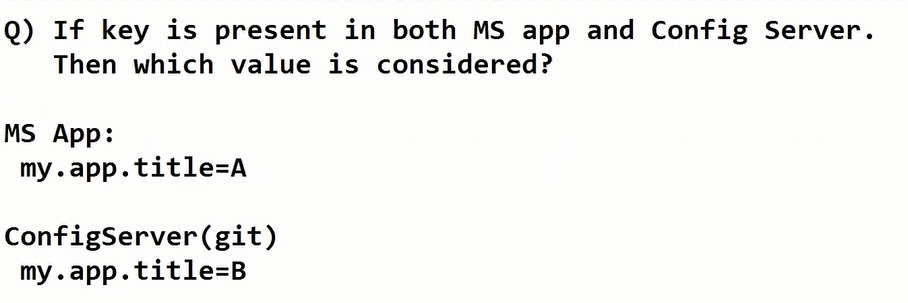 Q) If key is present in both MS app and Config Server.
Then which value is considered?
MS App:
my.app.title=A
ConfigServer(git)
my.app.title=B